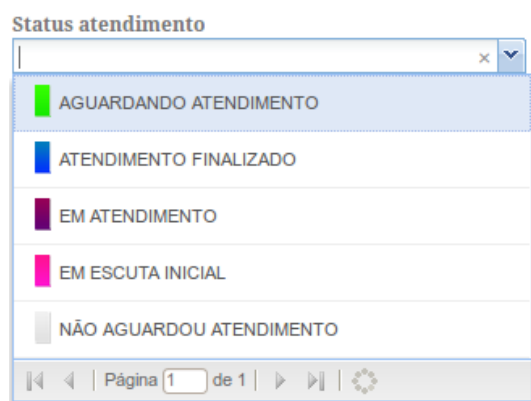 Status atendimento
AGUARDANDO ATENDIMENTO
ATENDIMENTO FINALIZADO
EM ATENDIMENTO
EM ESCUTA INICIAL
NÃO AGUARDOU ATENDIMENTO
Página 1 de 1